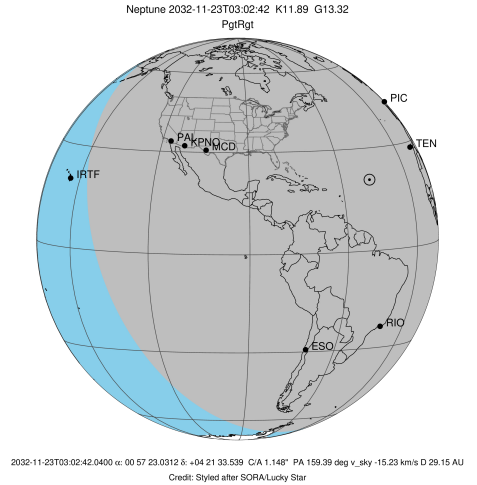 Neptune 2032-11-23T03:02:42 K11.89 G13.32
PgtRgt
PIC
TEN
PAL
KPNO
MCD
IRTF
RIO
ESO
2032-11-23T03:02:42.0400 α: 00 57 23.0312 δ: +04 21 33.539 C/A 1.148" PA 159.39 deg v_sky -15.23 km/s D 29.15 AU
Credit: Styled after SORA/Lucky Star